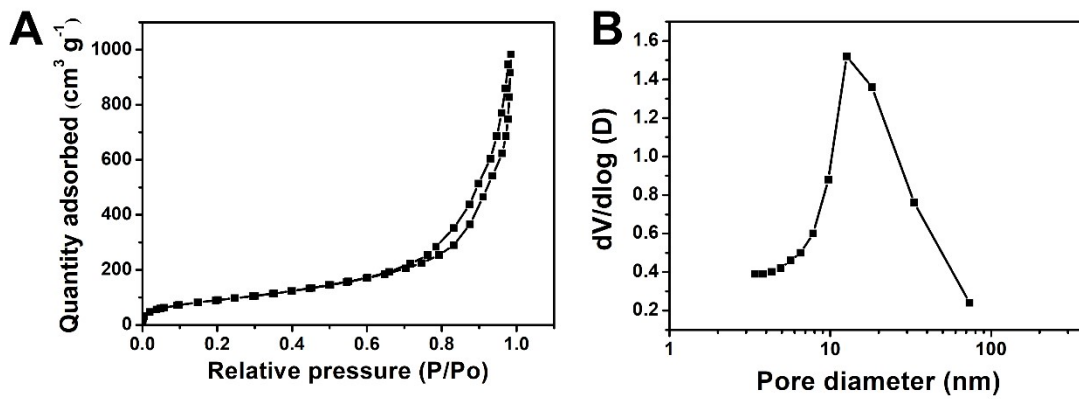 A
Quantity adsorbed (cm³ g⁻¹)
1000
800
600
400
200
0
0.0 0.2 0.4 0.6 0.8 1.0
Relative pressure (P/Po)
B
dV/dlog (D)
1.6
1.4
1.2
1.0
0.8
0.6
0.4
0.2
1 10 100
Pore diameter (nm)